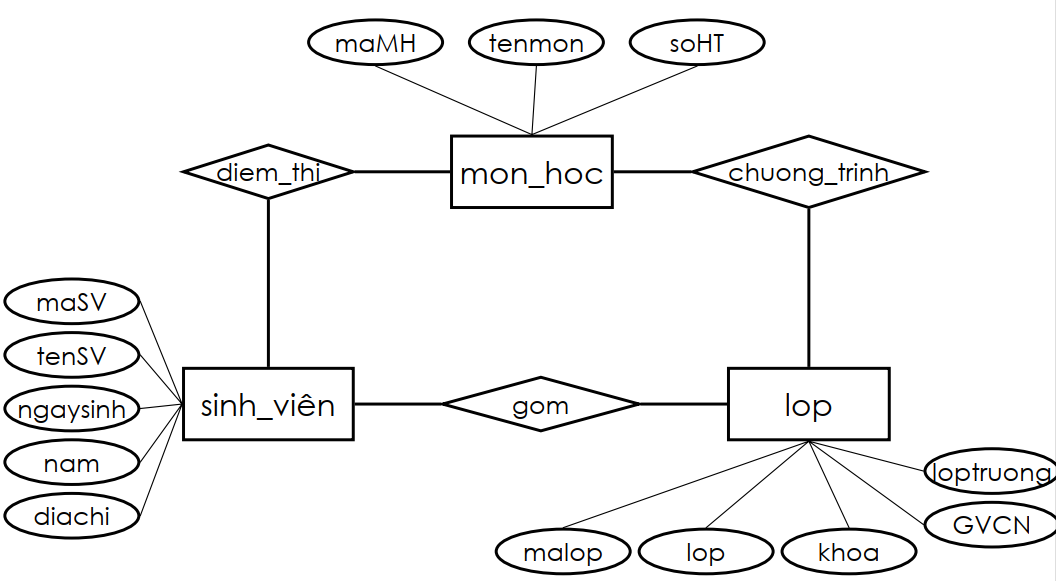 maMH
tenmon
soHT
diem_thi
mon_hoc
chuong_trinh
maSV
tenSV
ngaysinh
nam
diachi
sinh_viên
gom
lop
loptruong
GVCN
malop
lop
khoa